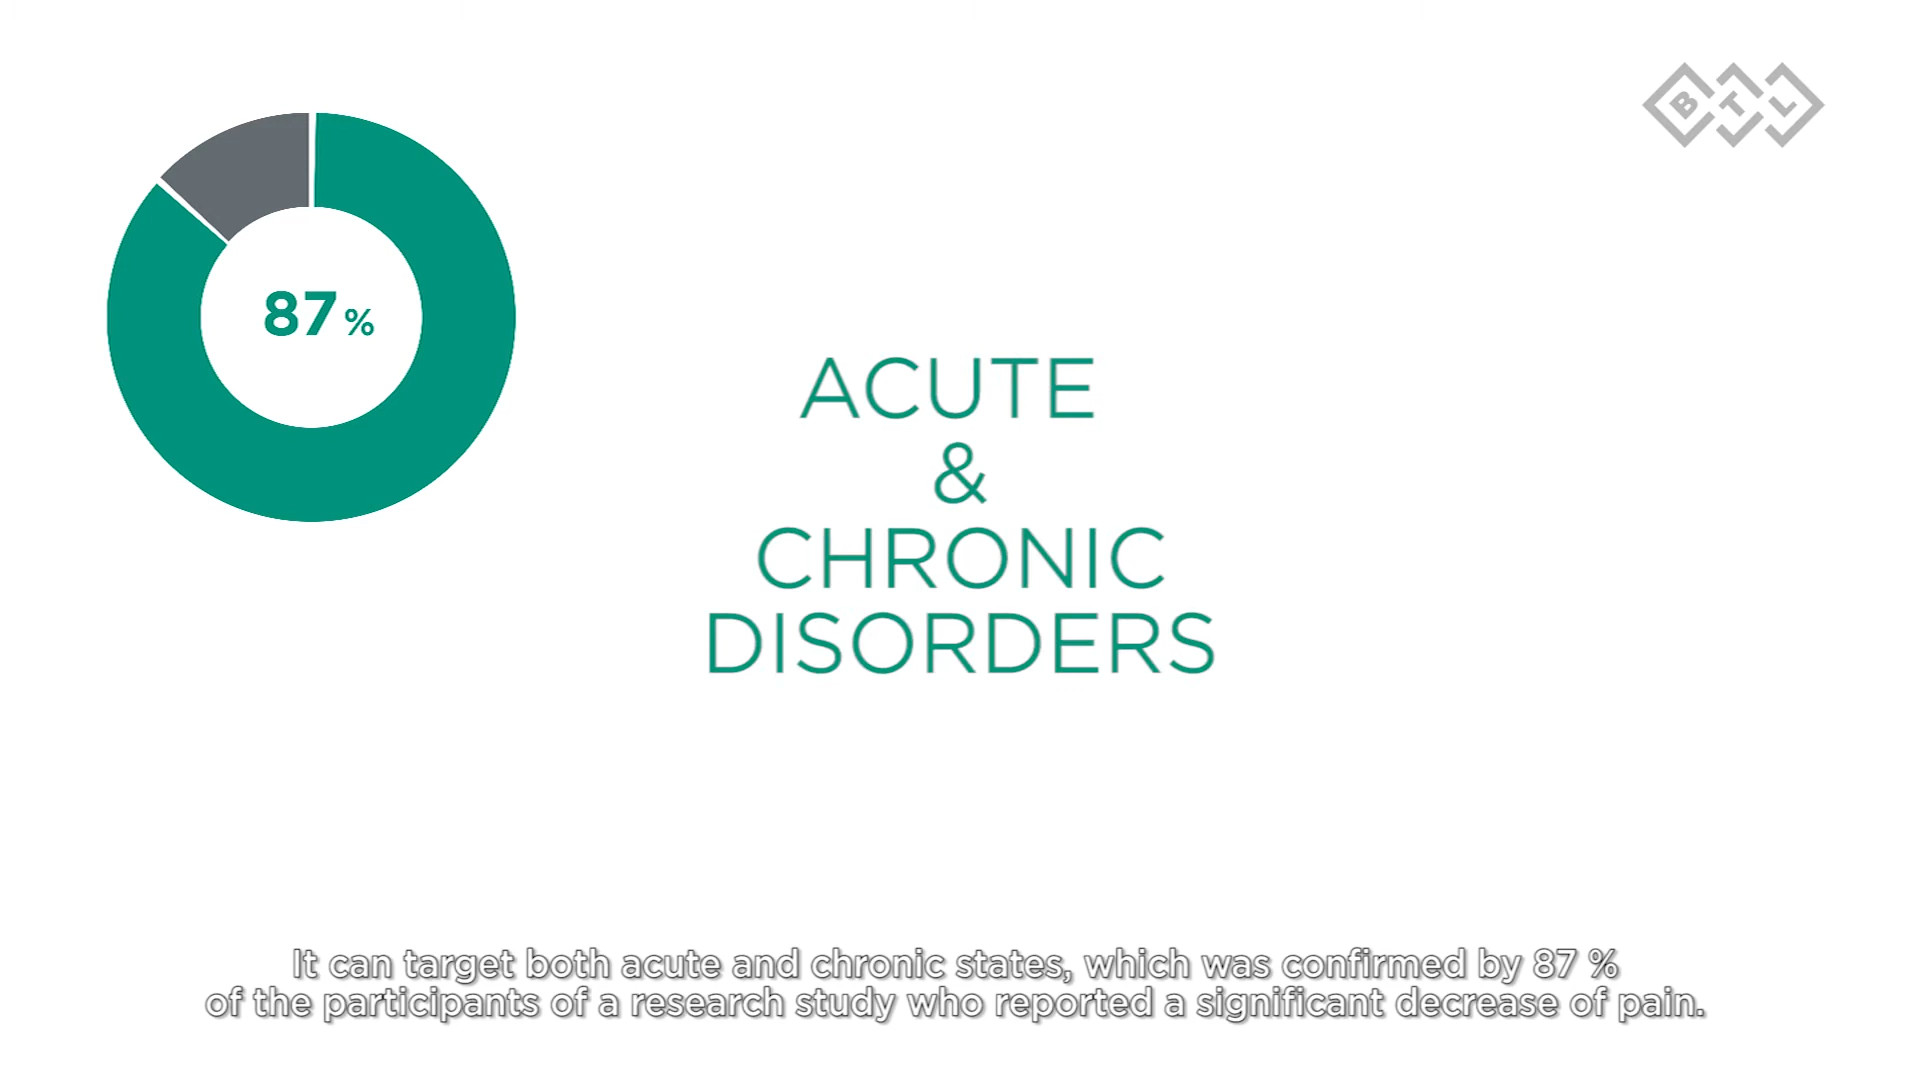 BTL
87 %
ACUTE
&
CHRONIC
DISORDERS
It can target both acute and chronic states, which was confirmed by 87 %
of the participants of a research study who reported a significant decrease of pain.